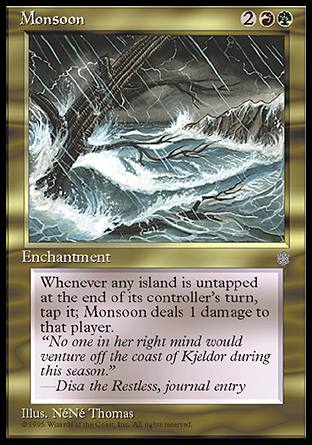 Monsoon 2
Enchantment
Whenever any island is untapped
at the end of its controller's turn,
tap it; Monsoon deals 1 damage to
that player.
"No one in her right mind would
venture off the coast of Kjeldor during
this season."
—Disa the Restless, journal entry
Illus. NéNé Thomas
©1995 Wizards of the Coast, Inc. All rights reserved.